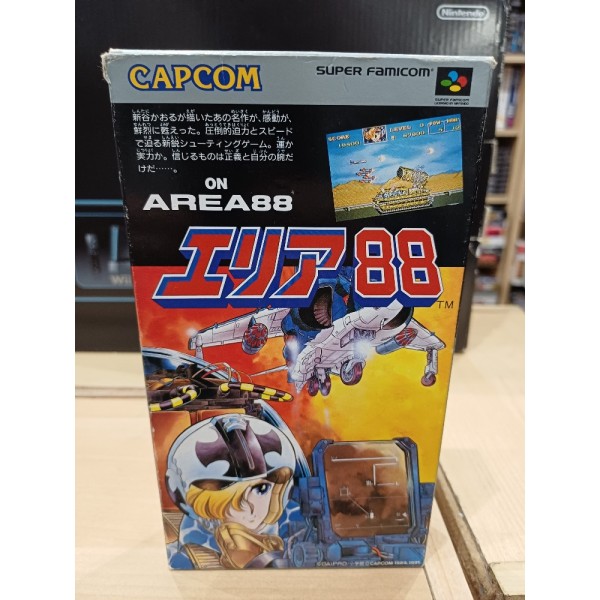 Nintendo
CAPCOM
SUPER FAMICOM
新谷かおるが描いたあの名作が、感動が、
鮮烈に甦えった。圧倒的迫力とスピード
で迫る新鋭シューティングゲーム。運か
実力か。信じるものは正義と自分の腕だ
けだ……。
SCORE
LEVEL
ON
AREA88
エリア88
TM
Wii